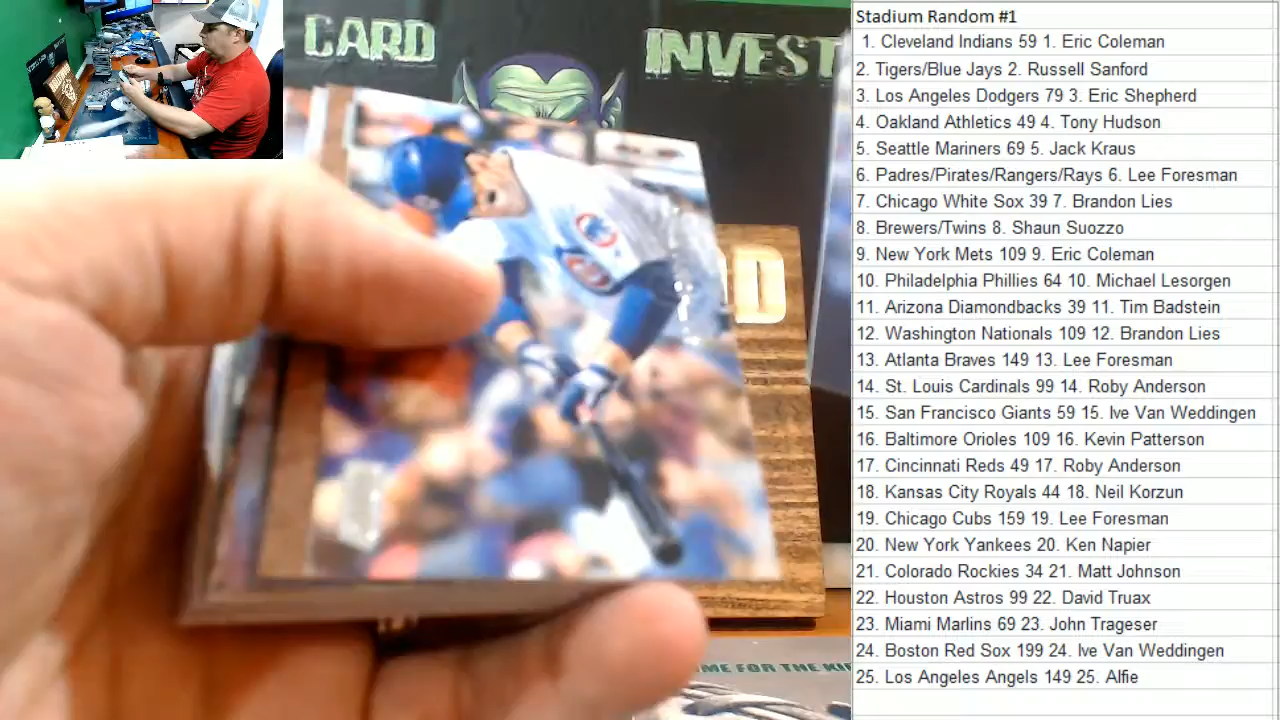 CARD INVEST
D
ME FOR THE KI
Stadium Random #1
1. Cleveland Indians 59 1. Eric Coleman
2. Tigers/Blue Jays 2. Russell Sanford
3. Los Angeles Dodgers 79 3. Eric Shepherd
4. Oakland Athletics 49 4. Tony Hudson
5. Seattle Mariners 69 5. Jack Kraus
6. Padres/Pirates/Rangers/Rays 6. Lee Foresman
7. Chicago White Sox 39 7. Brandon Lies
8. Brewers/Twins 8. Shaun Suozzo
9. New York Mets 109 9. Eric Coleman
10. Philadelphia Phillies 64 10. Michael Lesorgen
11. Arizona Diamondbacks 39 11. Tim Badstein
12. Washington Nationals 109 12. Brandon Lies
13. Atlanta Braves 149 13. Lee Foresman
14. St. Louis Cardinals 99 14. Roby Anderson
15. San Francisco Giants 59 15. Ive Van Weddingen
16. Baltimore Orioles 109 16. Kevin Patterson
17. Cincinnati Reds 49 17. Roby Anderson
18. Kansas City Royals 44 18. Neil Korzun
19. Chicago Cubs 159 19. Lee Foresman
20. New York Yankees 20. Ken Napier
21. Colorado Rockies 34 21. Matt Johnson
22. Houston Astros 99 22. David Truax
23. Miami Marlins 69 23. John Trageser
24. Boston Red Sox 199 24. Ive Van Weddingen
25. Los Angeles Angels 149 25. Alfie